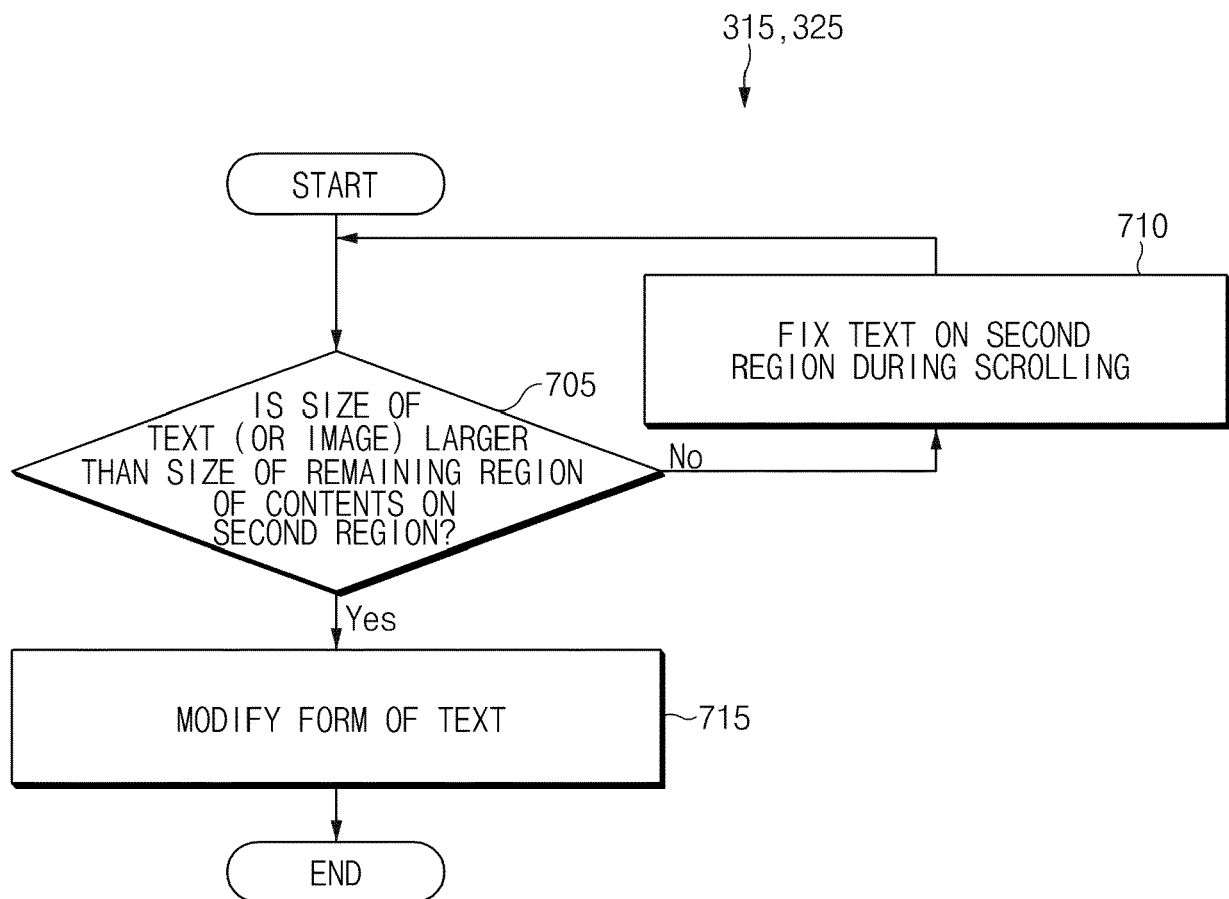 315,325
START
710
FIX TEXT ON SECOND
REGION DURING SCROLLING
705
IS SIZE OF
TEXT (OR IMAGE) LARGER
THAN SIZE OF REMAINING REGION
OF CONTENTS ON
SECOND REGION?
No
Yes
MODIFY FORM OF TEXT
715
END